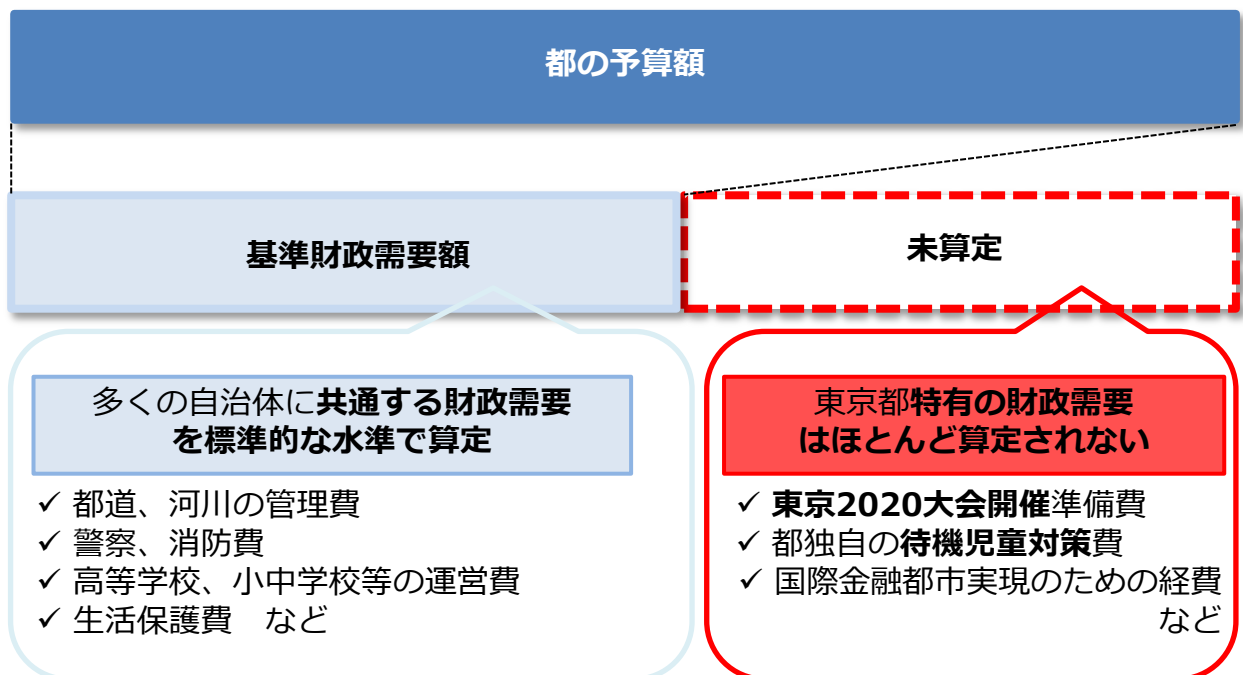 都の予算額
基準財政需要額
未算定
多くの自治体に共通する財政需要
を標準的な水準で算定
✓ 都道、河川の管理費
✓ 警察、消防費
✓ 高等学校、小中学校等の運営費
✓ 生活保護費　など
東京都特有の財政需要
はほとんど算定されない
✓ 東京2020大会開催準備費
✓ 都独自の待機児童対策費
✓ 国際金融都市実現のための経費
など